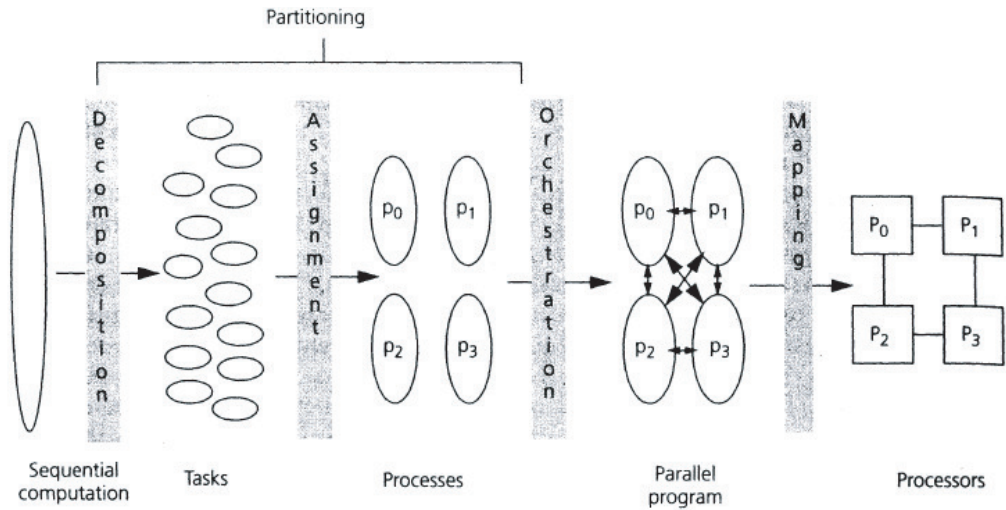 Partitioning
Decomposition
Assignment
Orchestration
Mapping
p0 p1
p2 p3
p0 p1
p2 p3
P0 P1
P2 P3
Sequential
computation
Tasks
Processes
Parallel
program
Processors